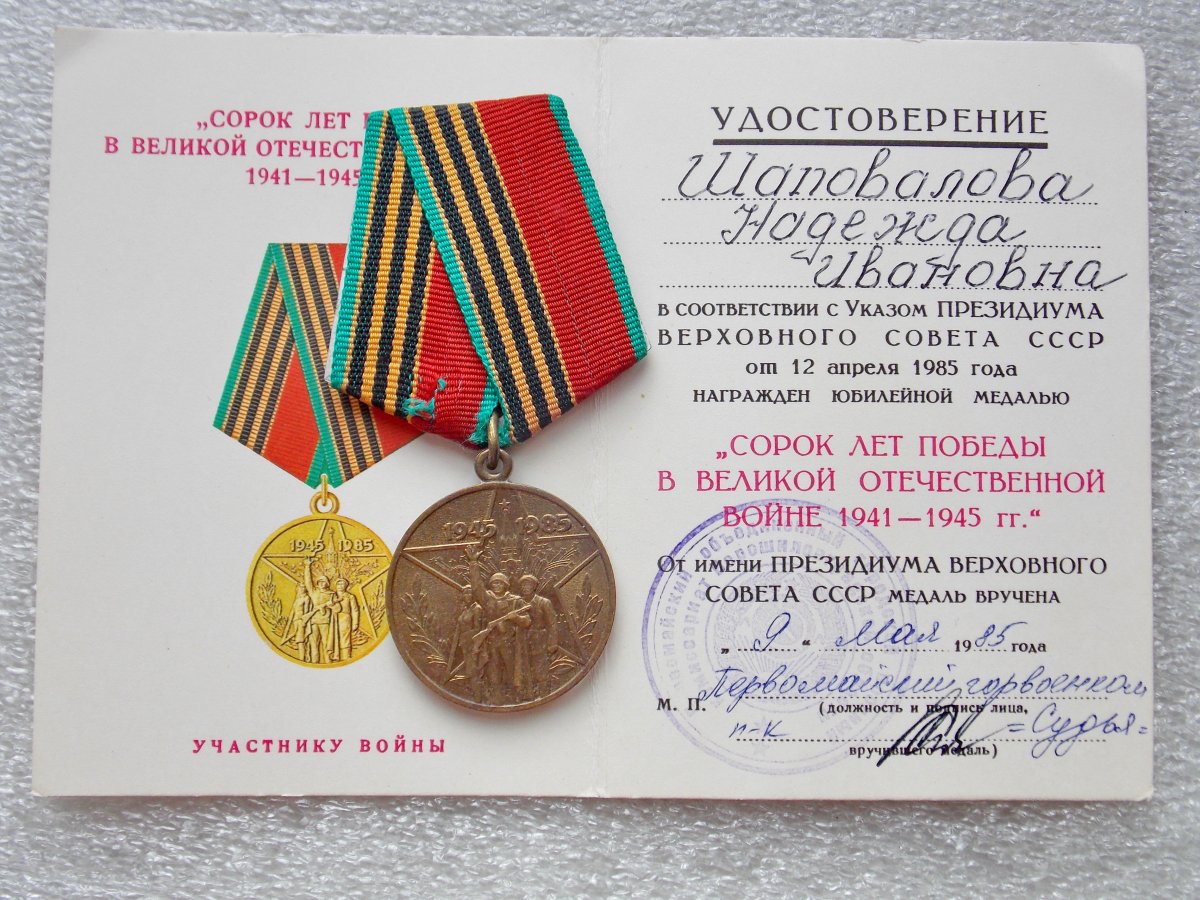 „СОРОК ЛЕТ
В ВЕЛИКОЙ ОТЕЧЕСТ
1941—1945
1945 1985
УЧАСТНИКУ ВОЙНЫ
1945 1985
УДОСТОВЕРЕНИЕ
Шаповалова
Надежда
Ивановна
в соответствии с Указом ПРЕЗИДИУМА
ВЕРХОВНОГО СОВЕТА СССР
от 12 апреля 1985 года
НАГРАЖДЕН ЮБИЛЕЙНОЙ МЕДАЛЬЮ
„СОРОК ЛЕТ ПОБЕДЫ
В ВЕЛИКОЙ ОТЕЧЕСТВЕННОЙ
ВОЙНЕ 1941—1945 гг.“
От имени ПРЕЗИДИУМА ВЕРХОВНОГО
СОВЕТА СССР МЕДАЛЬ ВРУЧЕНА
„ 9 “ Мая 1985 года
Первомайский горвоенком
М. П. (должность и подпись лица,
п-к =Судья=
вручившего медаль)